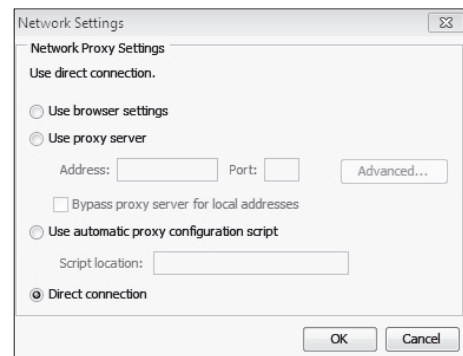 Network Settings
Network Proxy Settings
Use direct connection.
Use browser settings
Use proxy server
Address: Port: Advanced...
Bypass proxy server for local addresses
Use automatic proxy configuration script
Script location:
Direct connection
OK Cancel